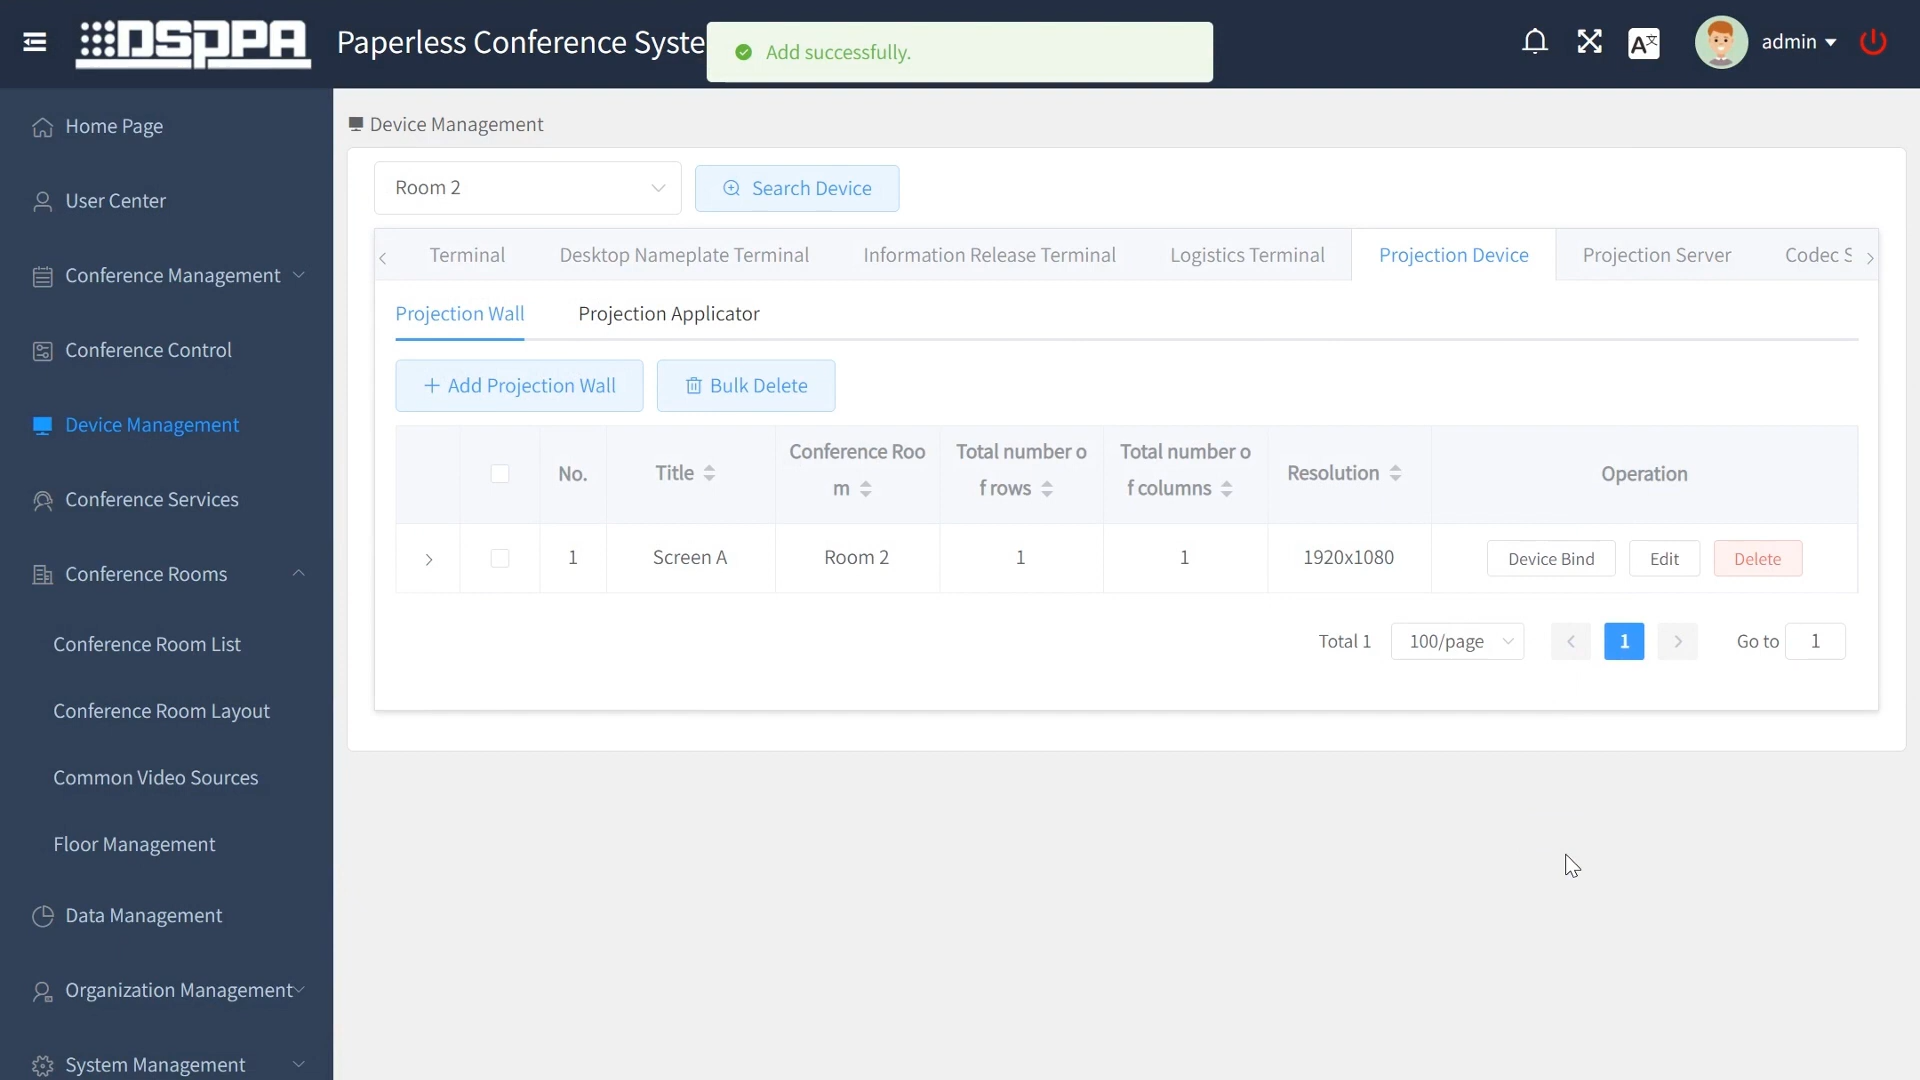 DSPPA
Paperless Conference Syste
Add successfully.
A文
admin
Home Page
User Center
Conference Management
Conference Control
Device Management
Conference Services
Conference Rooms
Conference Room List
Conference Room Layout
Common Video Sources
Floor Management
Data Management
Organization Management
System Management
Device Management
Room 2
Search Device
Terminal
Desktop Nameplate Terminal
Information Release Terminal
Logistics Terminal
Projection Device
Projection Server
Codec S
Projection Wall
Projection Applicator
+ Add Projection Wall
Bulk Delete
No.
Title
Conference Roo
m
Total number o
f rows
Total number o
f columns
Resolution
Operation
1
Screen A
Room 2
1
1
1920x1080
Device Bind
Edit
Delete
Total 1
100/page
1
Go to
1